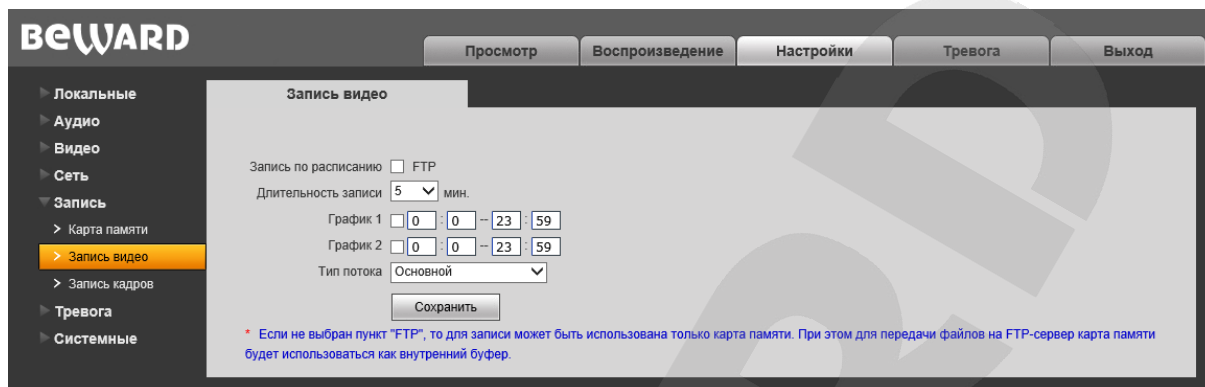 BEWARD
Просмотр Воспроизведение Настройки Тревога Выход
Локальные
Аудио
Видео
Сеть
Запись
Карта памяти
Запись видео
Запись кадров
Тревога
Системные
Запись видео
Запись по расписанию FTP
Длительность записи 5 мин.
График 1 0 : 0 -- 23 : 59
График 2 0 : 0 -- 23 : 59
Тип потока Основной
Сохранить
* Если не выбран пункт "FTP", то для записи может быть использована только карта памяти. При этом для передачи файлов на FTP-сервер карта памяти
будет использоваться как внутренний буфер.